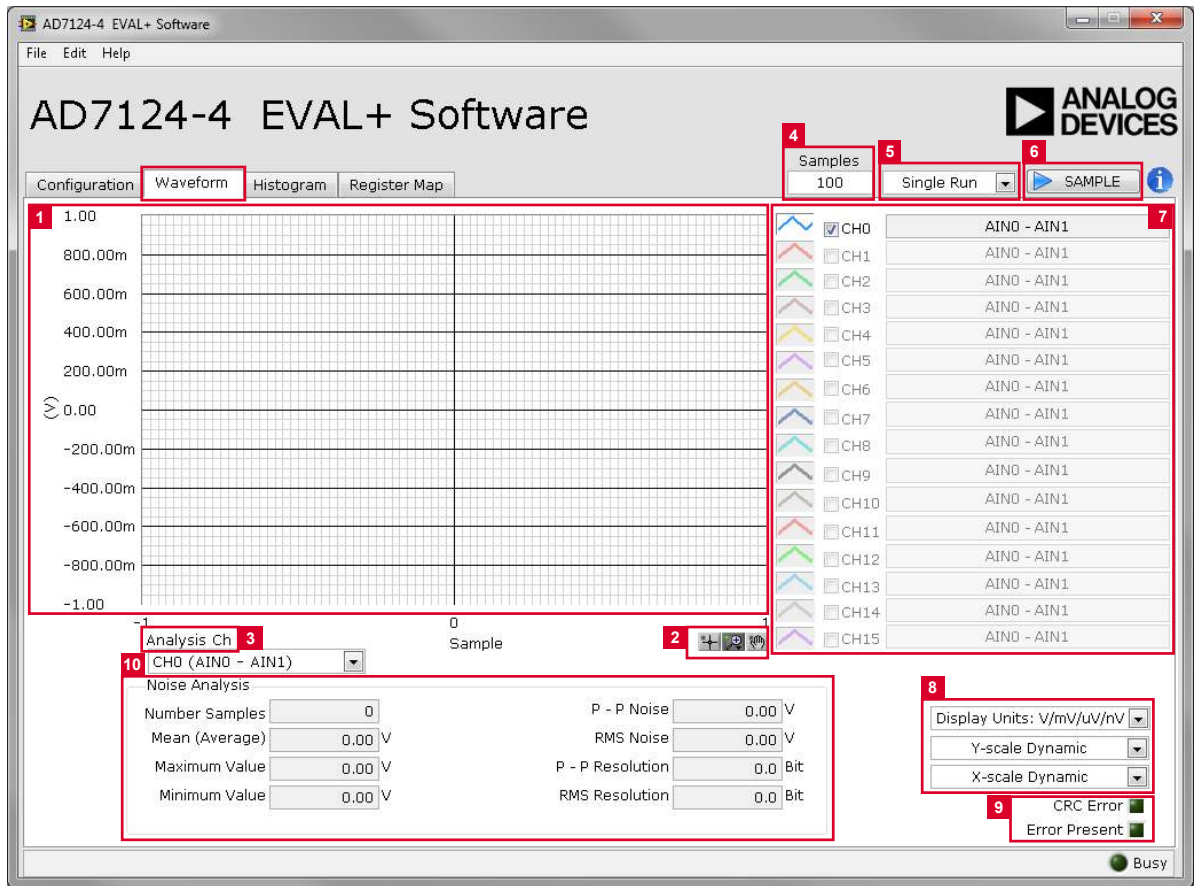 AD7124-4 EVAL+ Software
File Edit Help
AD7124-4 EVAL+ Software
ANALOG
DEVICES
4
5
6
Samples
100
Single Run
SAMPLE
i
Configuration
Waveform
Histogram
Register Map
1
1.00
800.00m
600.00m
400.00m
200.00m
0.00
-200.00m
-400.00m
-600.00m
-800.00m
-1.00
(V)
-1
0
1
Sample
7
CH0 AIN0 - AIN1
CH1 AIN0 - AIN1
CH2 AIN0 - AIN1
CH3 AIN0 - AIN1
CH4 AIN0 - AIN1
CH5 AIN0 - AIN1
CH6 AIN0 - AIN1
CH7 AIN0 - AIN1
CH8 AIN0 - AIN1
CH9 AIN0 - AIN1
CH10 AIN0 - AIN1
CH11 AIN0 - AIN1
CH12 AIN0 - AIN1
CH13 AIN0 - AIN1
CH14 AIN0 - AIN1
CH15 AIN0 - AIN1
Analysis Ch 3
2
10
CH0 (AIN0 - AIN1)
Noise Analysis
Number Samples 0
Mean (Average) 0.00 V
Maximum Value 0.00 V
Minimum Value 0.00 V
P - P Noise 0.00 V
RMS Noise 0.00 V
P - P Resolution 0.0 Bit
RMS Resolution 0.0 Bit
8
Display Units: V/mV/uV/nV
Y-scale Dynamic
X-scale Dynamic
9
CRC Error
Error Present
Busy